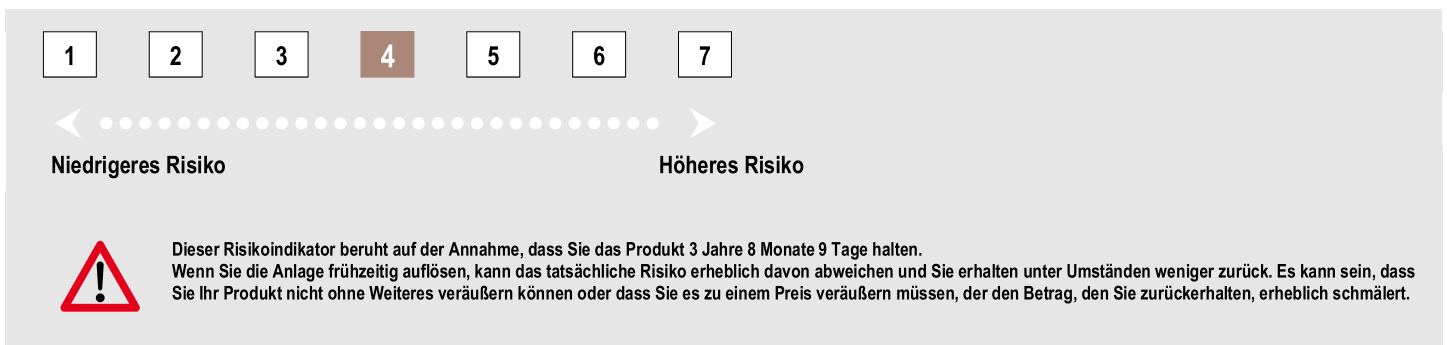 1 2 3 4 5 6 7
Niedrigeres Risiko Höheres Risiko
Dieser Risikoindikator beruht auf der Annahme, dass Sie das Produkt 3 Jahre 8 Monate 9 Tage halten.
Wenn Sie die Anlage frühzeitig auflösen, kann das tatsächliche Risiko erheblich davon abweichen und Sie erhalten unter Umständen weniger zurück. Es kann sein, dass
Sie Ihr Produkt nicht ohne Weiteres veräußern können oder dass Sie es zu einem Preis veräußern müssen, der den Betrag, den Sie zurückerhalten, erheblich schmälert.